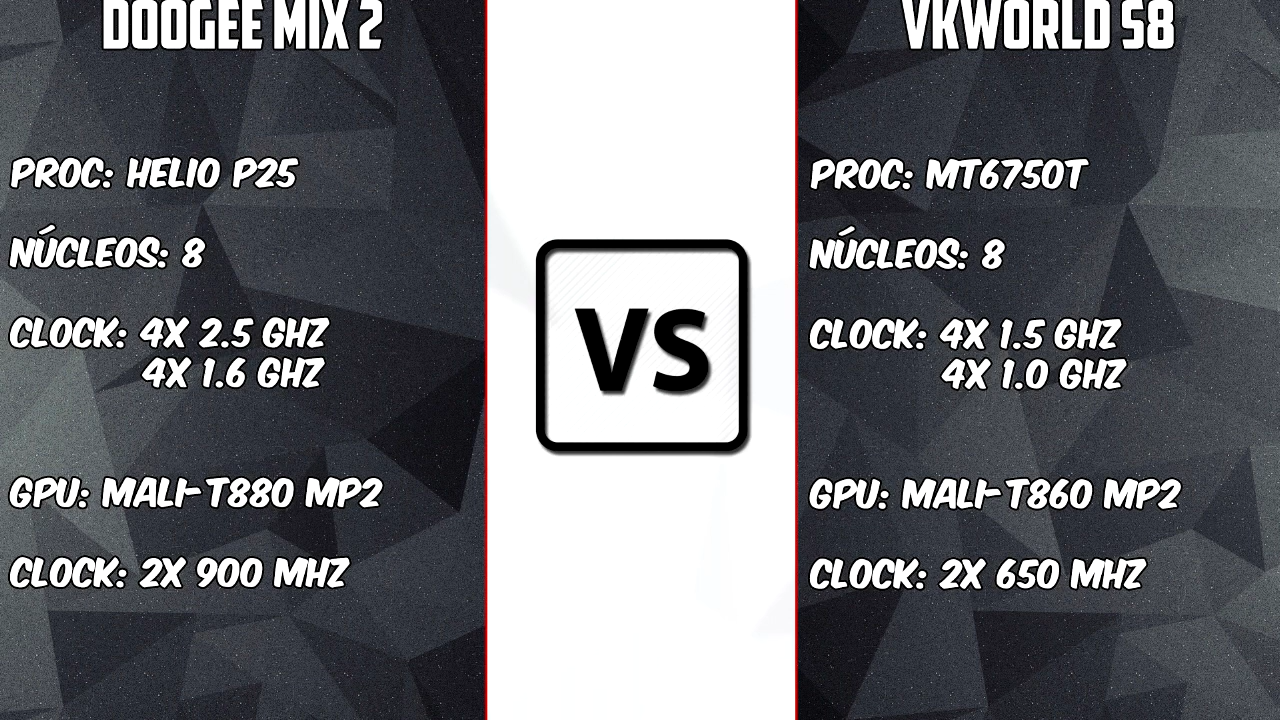 DOOGEE MIX 2
PROC: HELIO P25
NÚCLEOS: 8
CLOCK: 4X 2.5 GHZ
4X 1.6 GHZ
GPU: MALI-T880 MP2
CLOCK: 2X 900 MHZ
VS
VKWORLD S8
PROC: MT6750T
NÚCLEOS: 8
CLOCK: 4X 1.5 GHZ
4X 1.0 GHZ
GPU: MALI-T860 MP2
CLOCK: 2X 650 MHZ